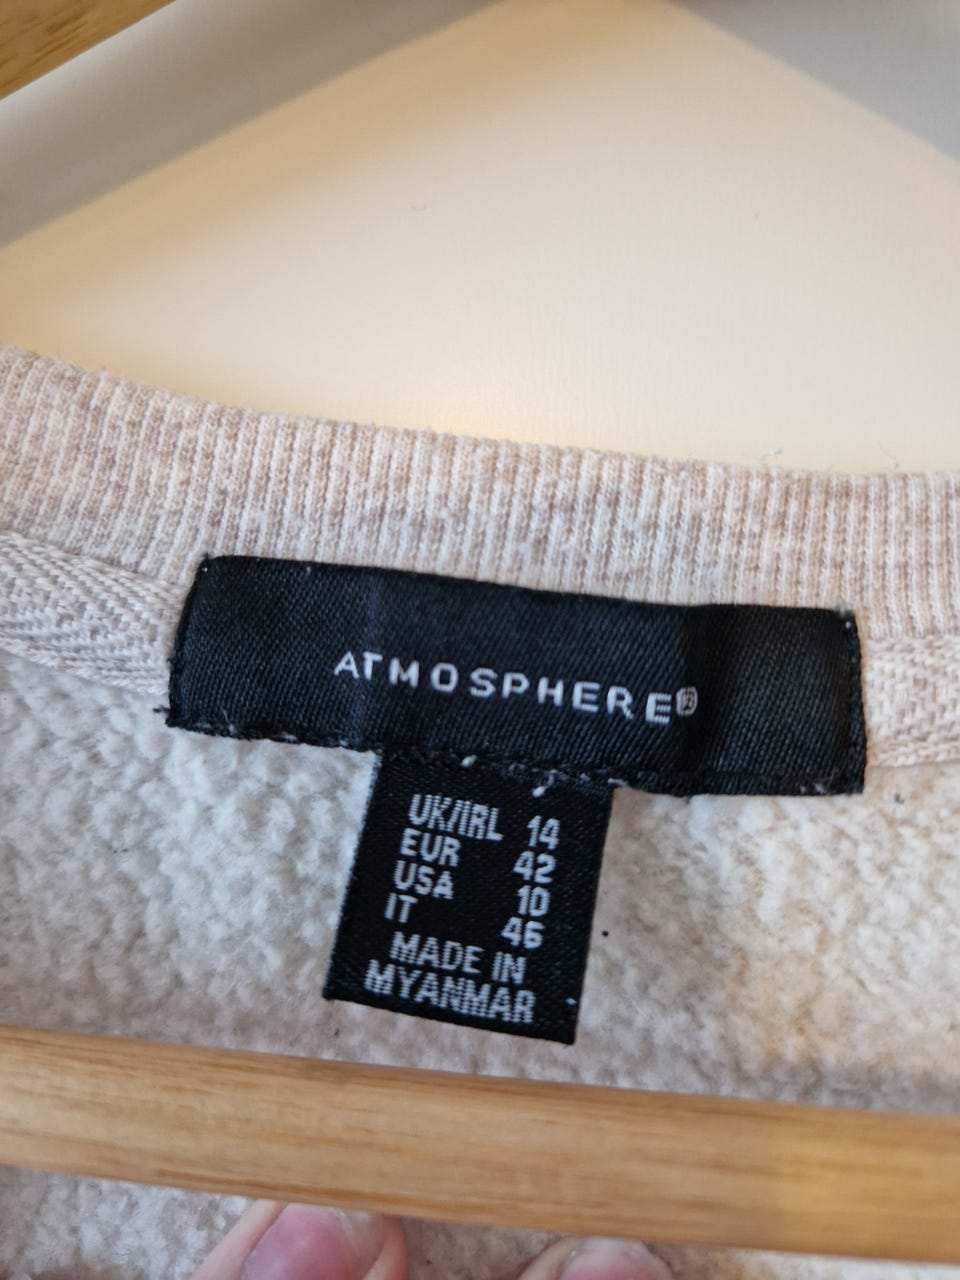 ATMOSPHERE®
UK/IRL 14
EUR 42
USA 10
IT 46
MADE IN
MYANMAR